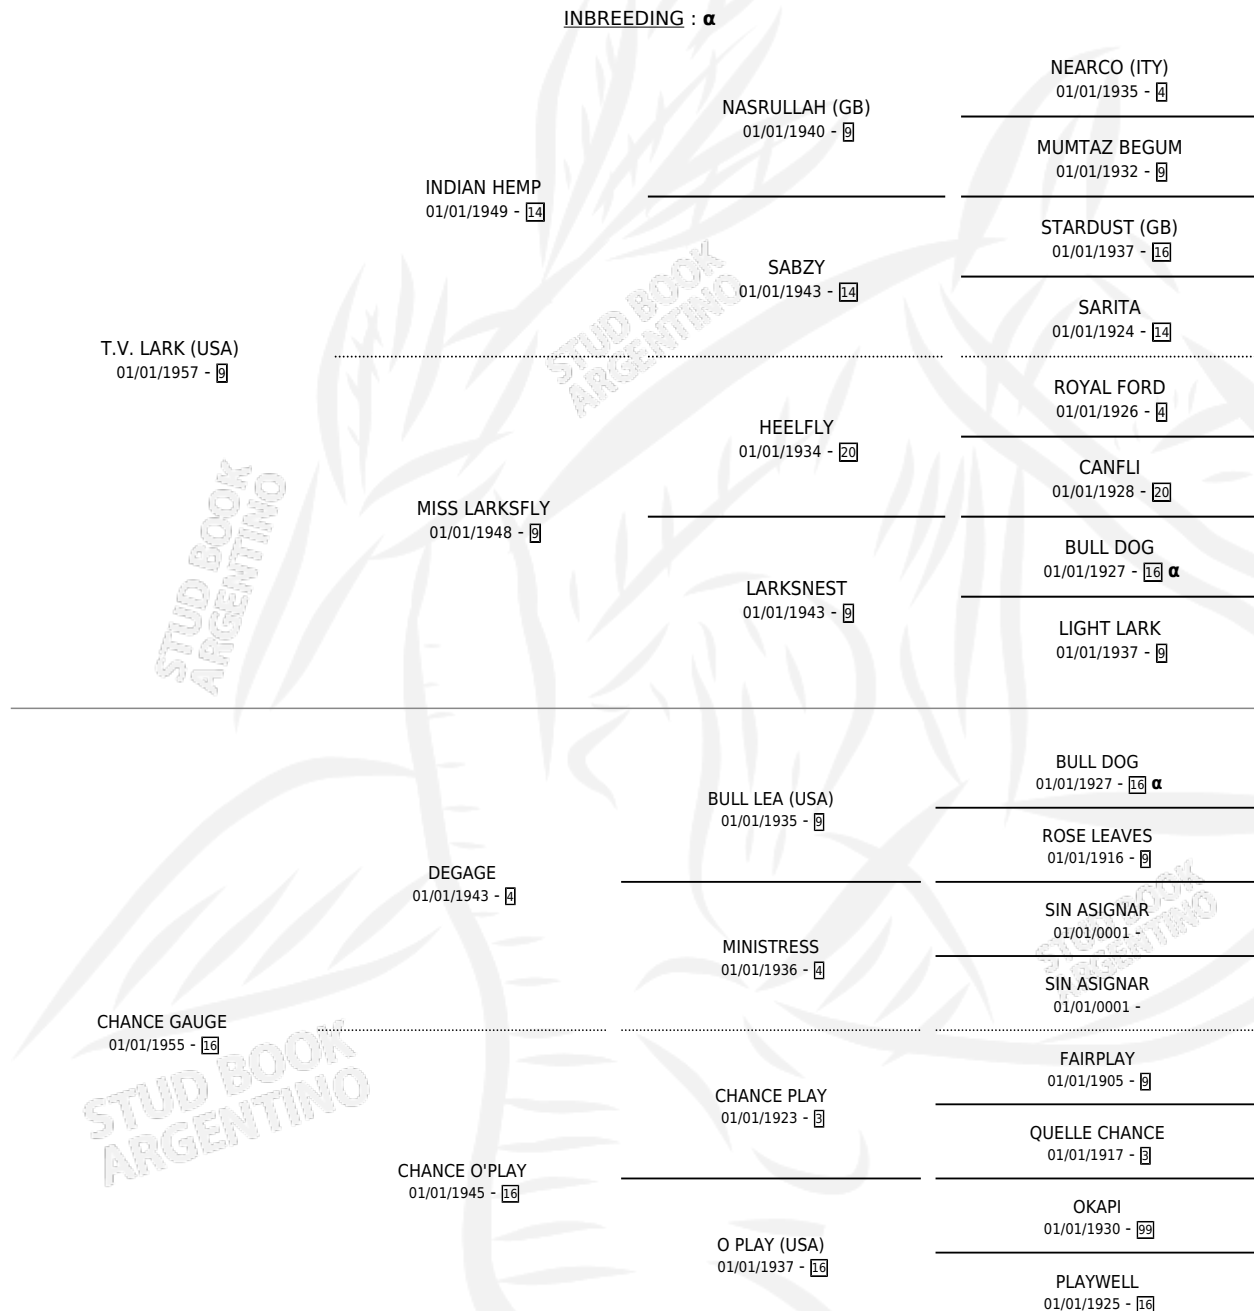 INBREEDING : α
NEARCO (ITY)
01/01/1935 - 4
NASRULLAH (GB)
01/01/1940 - 9
MUMTAZ BEGUM
01/01/1932 - 9
INDIAN HEMP
01/01/1949 - 14
STARDUST (GB)
01/01/1937 - 16
SABZY
01/01/1943 - 14
SARITA
01/01/1924 - 14
T.V. LARK (USA)
01/01/1957 - 9
ROYAL FORD
01/01/1926 - 4
HEELFLY
01/01/1934 - 20
CANFLI
01/01/1928 - 20
MISS LARKSFLY
01/01/1948 - 9
BULL DOG
01/01/1927 - 16 α
LARKSNEST
01/01/1943 - 9
LIGHT LARK
01/01/1937 - 9
BULL DOG
01/01/1927 - 16 α
BULL LEA (USA)
01/01/1935 - 9
ROSE LEAVES
01/01/1916 - 9
DEGAGE
01/01/1943 - 4
SIN ASIGNAR
01/01/0001 -
MINISTRESS
01/01/1936 - 4
SIN ASIGNAR
01/01/0001 -
CHANCE GAUGE
01/01/1955 - 16
FAIRPLAY
01/01/1905 - 9
CHANCE PLAY
01/01/1923 - 3
QUELLE CHANCE
01/01/1917 - 3
CHANCE O'PLAY
01/01/1945 - 16
OKAPI
01/01/1930 - 99
O PLAY (USA)
01/01/1937 - 16
PLAYWELL
01/01/1925 - 16
STUD BOOK
ARGENTINO
STUD BOOK
ARGENTINO
STUD BOOK
ARGENTINO
STUD BOOK
ARGENTINO